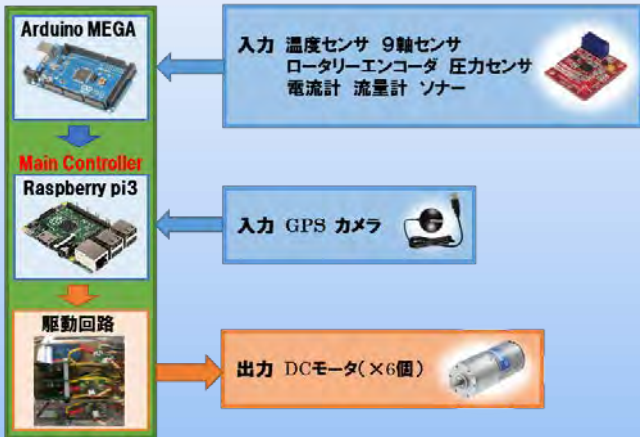 Arduino MEGA
入力 温度センサ 9軸センサ
ロータリーエンコーダ 圧力センサ
電流計 流量計 ソナー
Main Controller
Raspberry pi3
入力 GPS カメラ
駆動回路
出力 DCモータ(×6個)